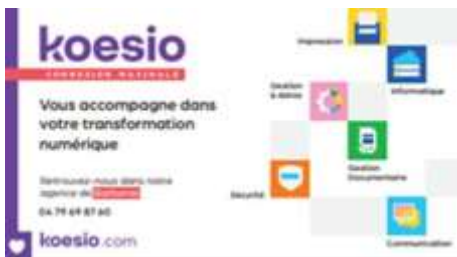 koesio
CONNEXION MAXIMALE
Vous accompagne dans
votre transformation
numérique
Retrouvez-nous dans notre
agence de
04 79 69 87 60
koesio.com
Impression
Informatique
Gestion
Gestion
Documentaire
Sécurité
Communication